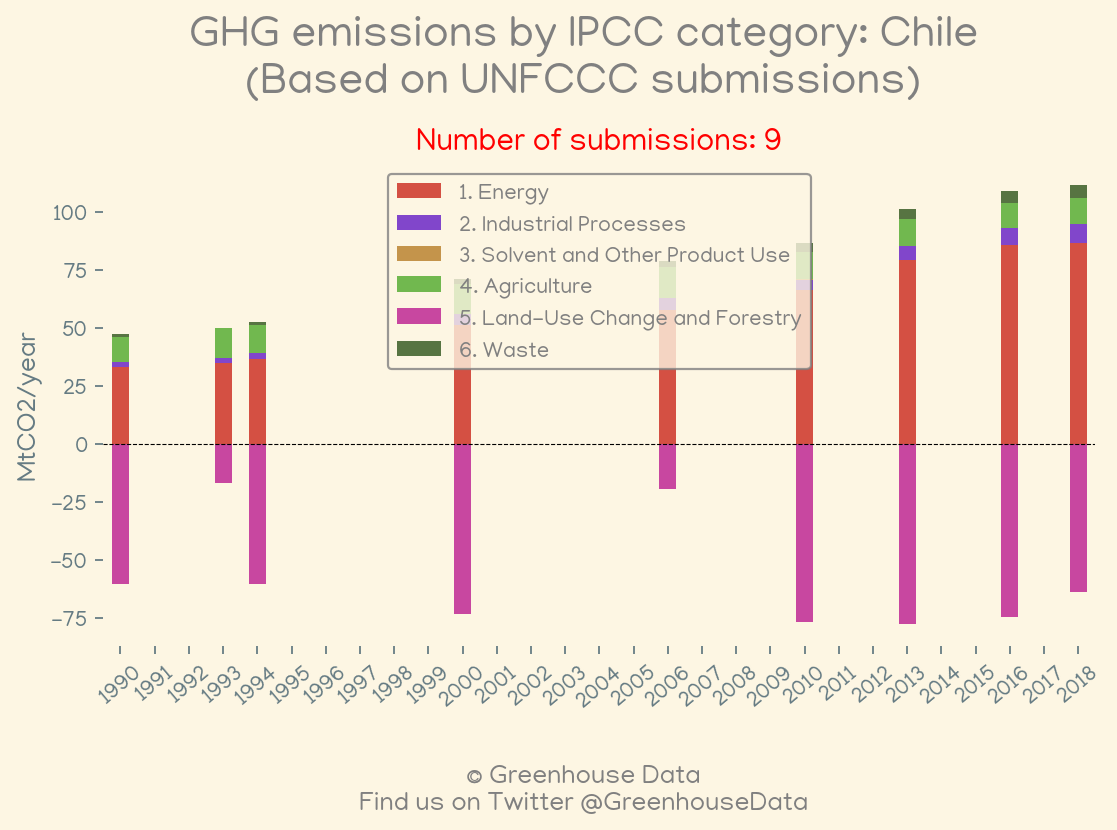 GHG emissions by IPCC category: Chile
(Based on UNFCCC submissions)
Number of submissions: 9
1. Energy
2. Industrial Processes
3. Solvent and Other Product Use
4. Agriculture
5. Land-Use Change and Forestry
6. Waste
MtCO2/year
100
75
50
25
0
-25
-50
-75
1990 1991 1992 1993 1994 1995 1996 1997 1998 1999 2000 2001 2002 2003 2004 2005 2006 2007 2008 2009 2010 2011 2012 2013 2014 2015 2016 2017 2018
© Greenhouse Data
Find us on Twitter @GreenhouseData